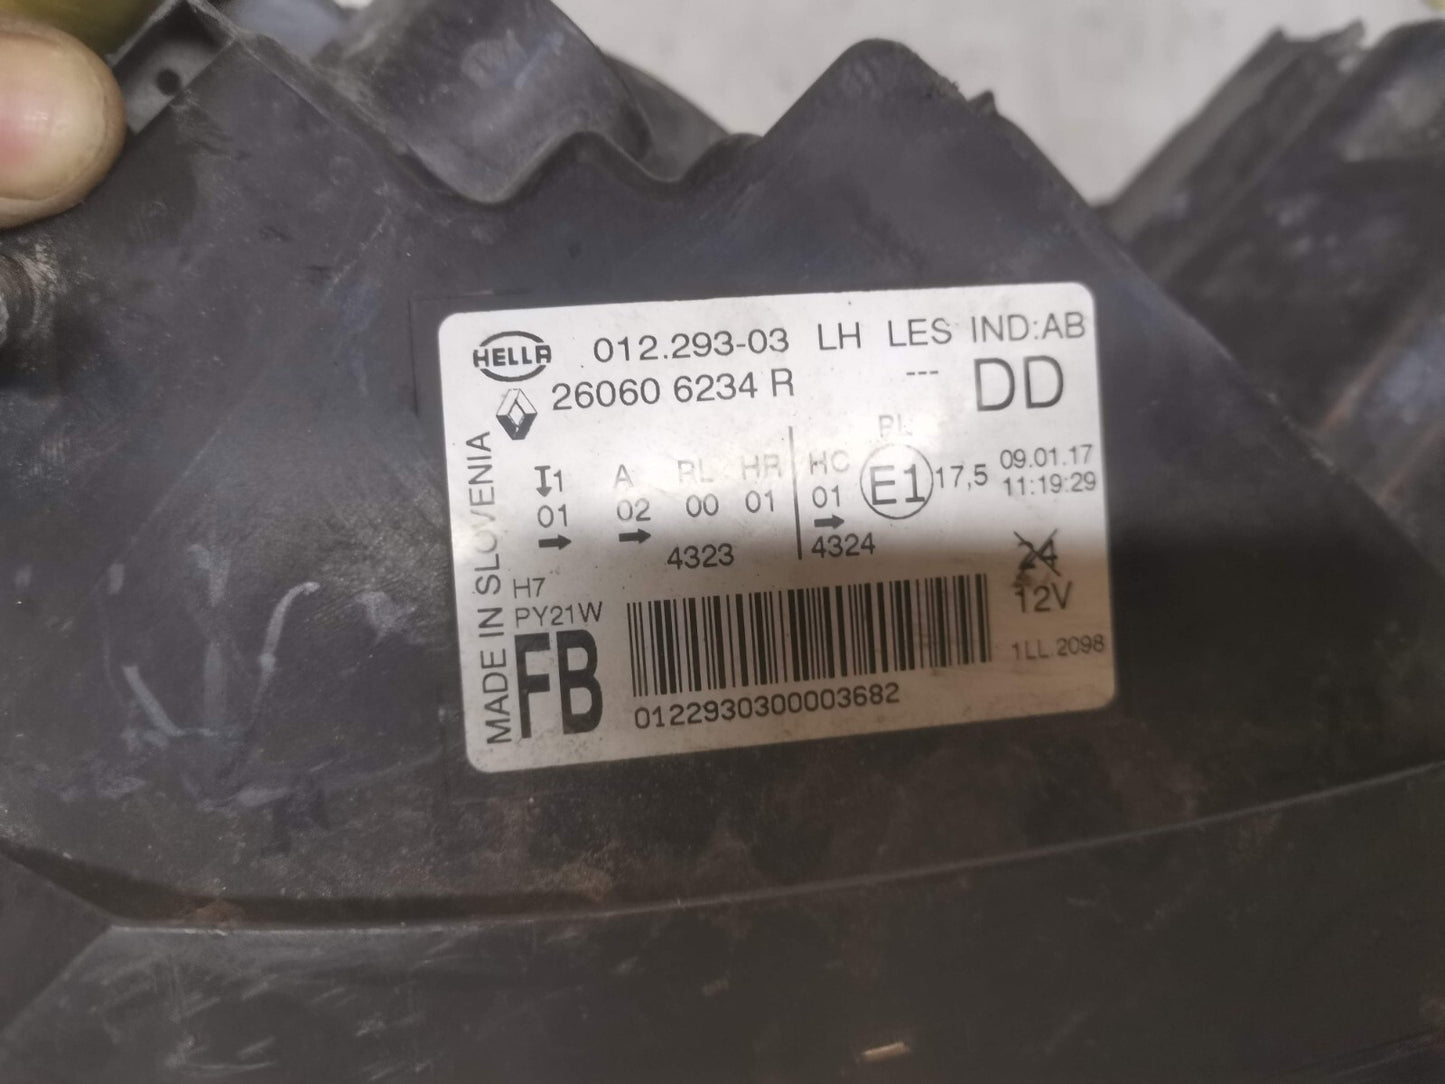 HELLA 012.293-03 LH LES IND:AB
26060 6234 R --- DD
MADE IN SLOVENIA
1 A RL HR HC PL
01 02 00 01 01 E1 17,5
09.01.17
11:19:29
4323 4324
24
12V
H7
PY21W
FB
1LL.2098
0122930300003682